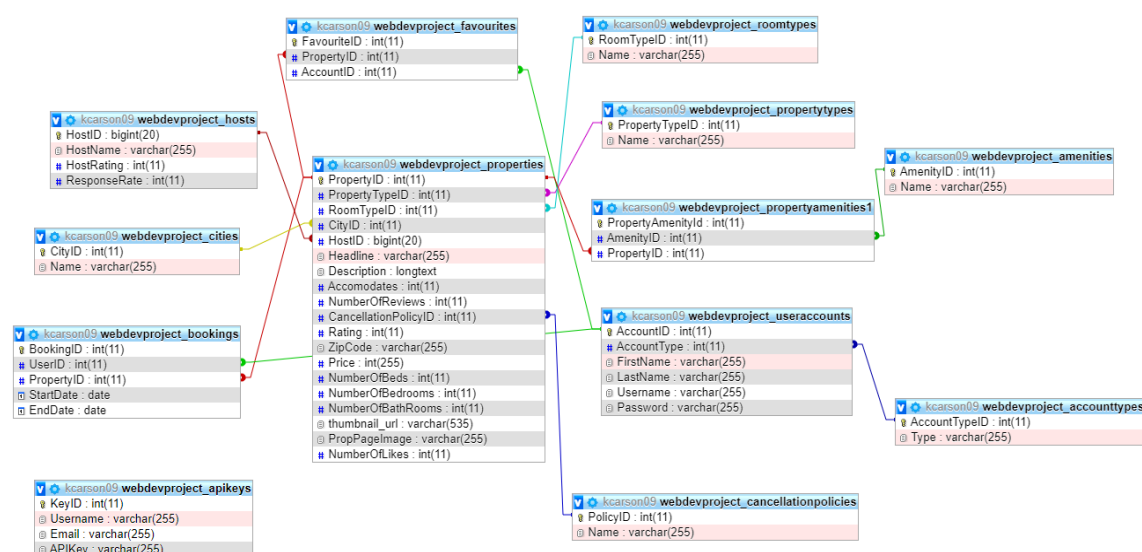 kcarson09 webdevproject_favourites
FavouriteID : int(11)
PropertyID : int(11)
AccountID : int(11)
kcarson09 webdevproject_roomtypes
RoomTypeID : int(11)
Name : varchar(255)
kcarson09 webdevproject_hosts
HostID : bigint(20)
HostName : varchar(255)
HostRating : int(11)
ResponseRate : int(11)
kcarson09 webdevproject_propertytypes
PropertyTypeID : int(11)
Name : varchar(255)
kcarson09 webdevproject_properties
PropertyID : int(11)
PropertyTypeID : int(11)
RoomTypeID : int(11)
CityID : int(11)
HostID : bigint(20)
Headline : varchar(255)
Description : longtext
Accomodates : int(11)
NumberOfReviews : int(11)
CancellationPolicyID : int(11)
Rating : int(11)
ZipCode : varchar(255)
Price : int(255)
NumberOfBeds : int(11)
NumberOfBedrooms : int(11)
NumberOfBathRooms : int(11)
thumbnail_url : varchar(535)
PropPageImage : varchar(255)
NumberOfLikes : int(11)
kcarson09 webdevproject_amenities
AmenityID : int(11)
Name : varchar(255)
kcarson09 webdevproject_propertyamenities1
PropertyAmenityId : int(11)
AmenityID : int(11)
PropertyID : int(11)
kcarson09 webdevproject_cities
CityID : int(11)
Name : varchar(255)
kcarson09 webdevproject_bookings
BookingID : int(11)
UserID : int(11)
PropertyID : int(11)
StartDate : date
EndDate : date
kcarson09 webdevproject_useraccounts
AccountID : int(11)
AccountType : int(11)
FirstName : varchar(255)
LastName : varchar(255)
Username : varchar(255)
Password : varchar(255)
kcarson09 webdevproject_accounttypes
AccountTypeID : int(11)
Type : varchar(255)
kcarson09 webdevproject_apikeys
KeyID : int(11)
Username : varchar(255)
Email : varchar(255)
APIKey : varchar(255)
kcarson09 webdevproject_cancellationpolicies
PolicyID : int(11)
Name : varchar(255)